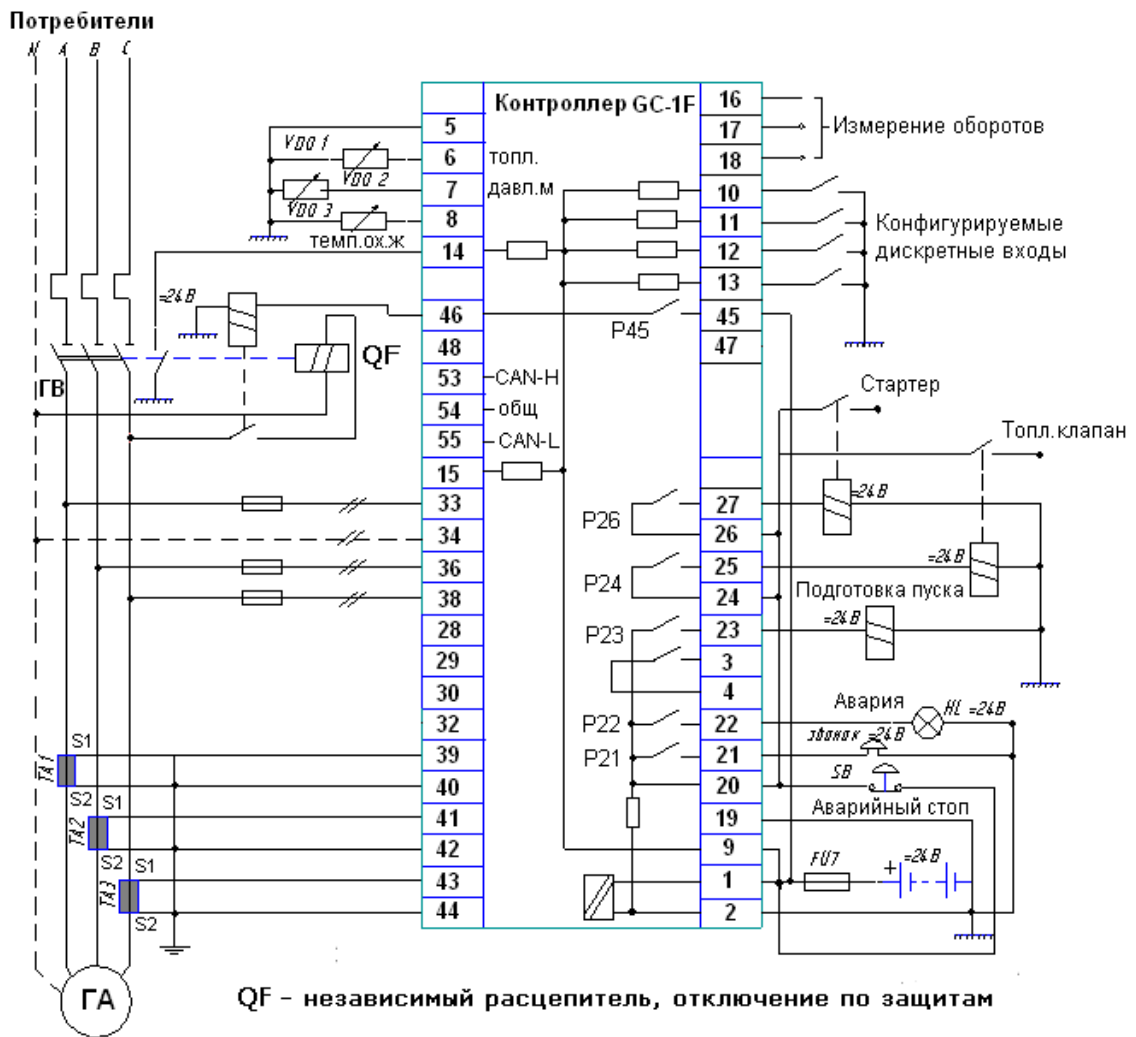 Потребители
N A B C
Контроллер GC-1F
5
6 топл.
7 давл.м
8
14
46
48
53 CAN-H
54 общ
55 CAN-L
15
33
34
36
38
28
29
30
32
39
40
41
42
43
44
16
17
18
10
11
12
13
45
47
27
26
25
24
23
3
4
22
21
20
19
9
1
2
VDO 1
VDO 2
VDO 3
темп.ох.ж
=24В
QF
ГВ
Измерение оборотов
Конфигурируемые
дискретные входы
P45
Стартер
Топл.клапан
=24В
P26
=24В
P24
Подготовка пуска
=24В
P23
Авария
HL =24В
P22
звонок =24В
P21
SB
Аварийный стоп
FU7
+ =24В
TA1 S1
S2
TA2 S1
S2
TA3 S1
S2
ГА
QF – независимый расцепитель, отключение по защитам